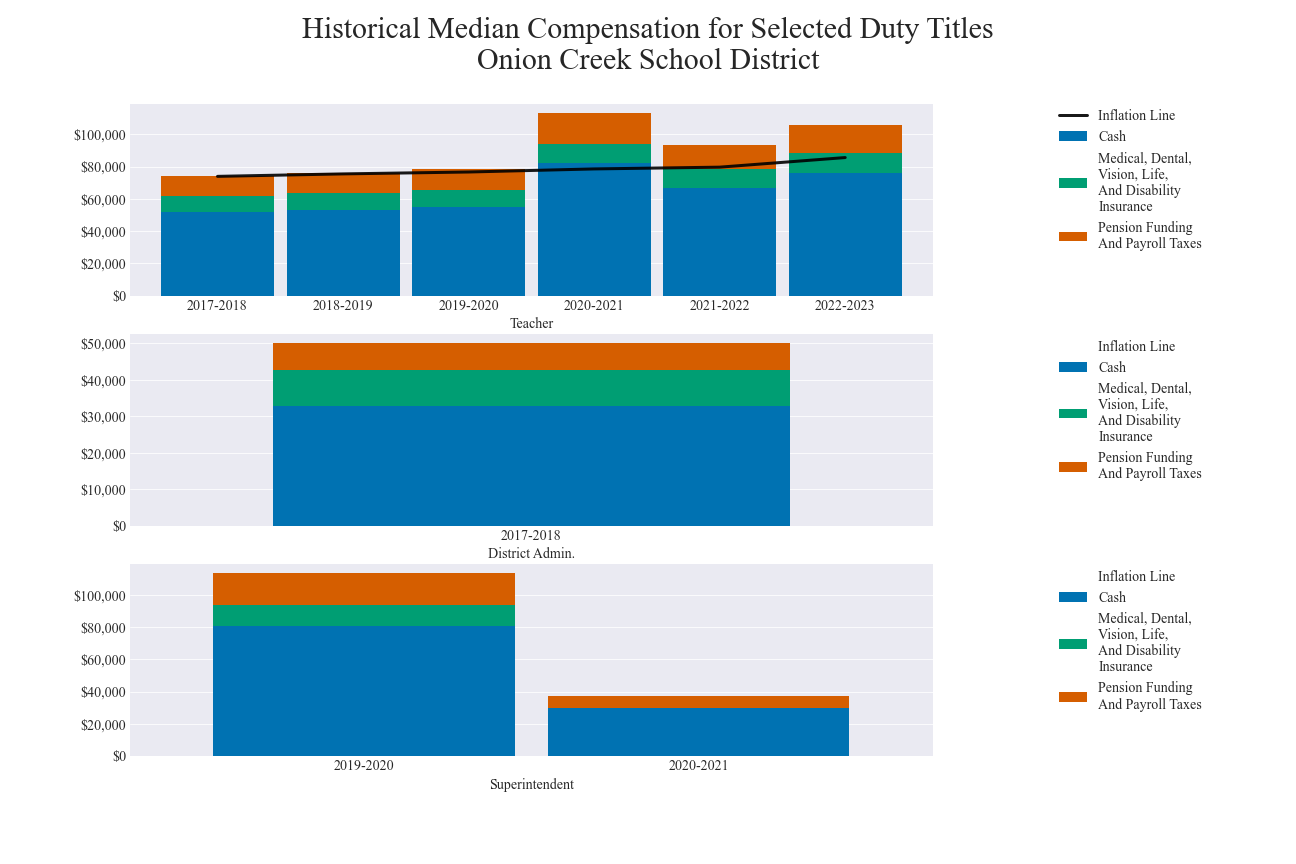 Historical Median Compensation for Selected Duty Titles
Onion Creek School District
$100,000
$80,000
$60,000
$40,000
$20,000
$0
2017-2018
2018-2019
2019-2020
2020-2021
2021-2022
2022-2023
Teacher
Inflation Line
Cash
Medical, Dental,
Vision, Life,
And Disability
Insurance
Pension Funding
And Payroll Taxes
$50,000
$40,000
$30,000
$20,000
$10,000
$0
2017-2018
District Admin.
Inflation Line
Cash
Medical, Dental,
Vision, Life,
And Disability
Insurance
Pension Funding
And Payroll Taxes
$100,000
$80,000
$60,000
$40,000
$20,000
$0
2019-2020
2020-2021
Superintendent
Inflation Line
Cash
Medical, Dental,
Vision, Life,
And Disability
Insurance
Pension Funding
And Payroll Taxes